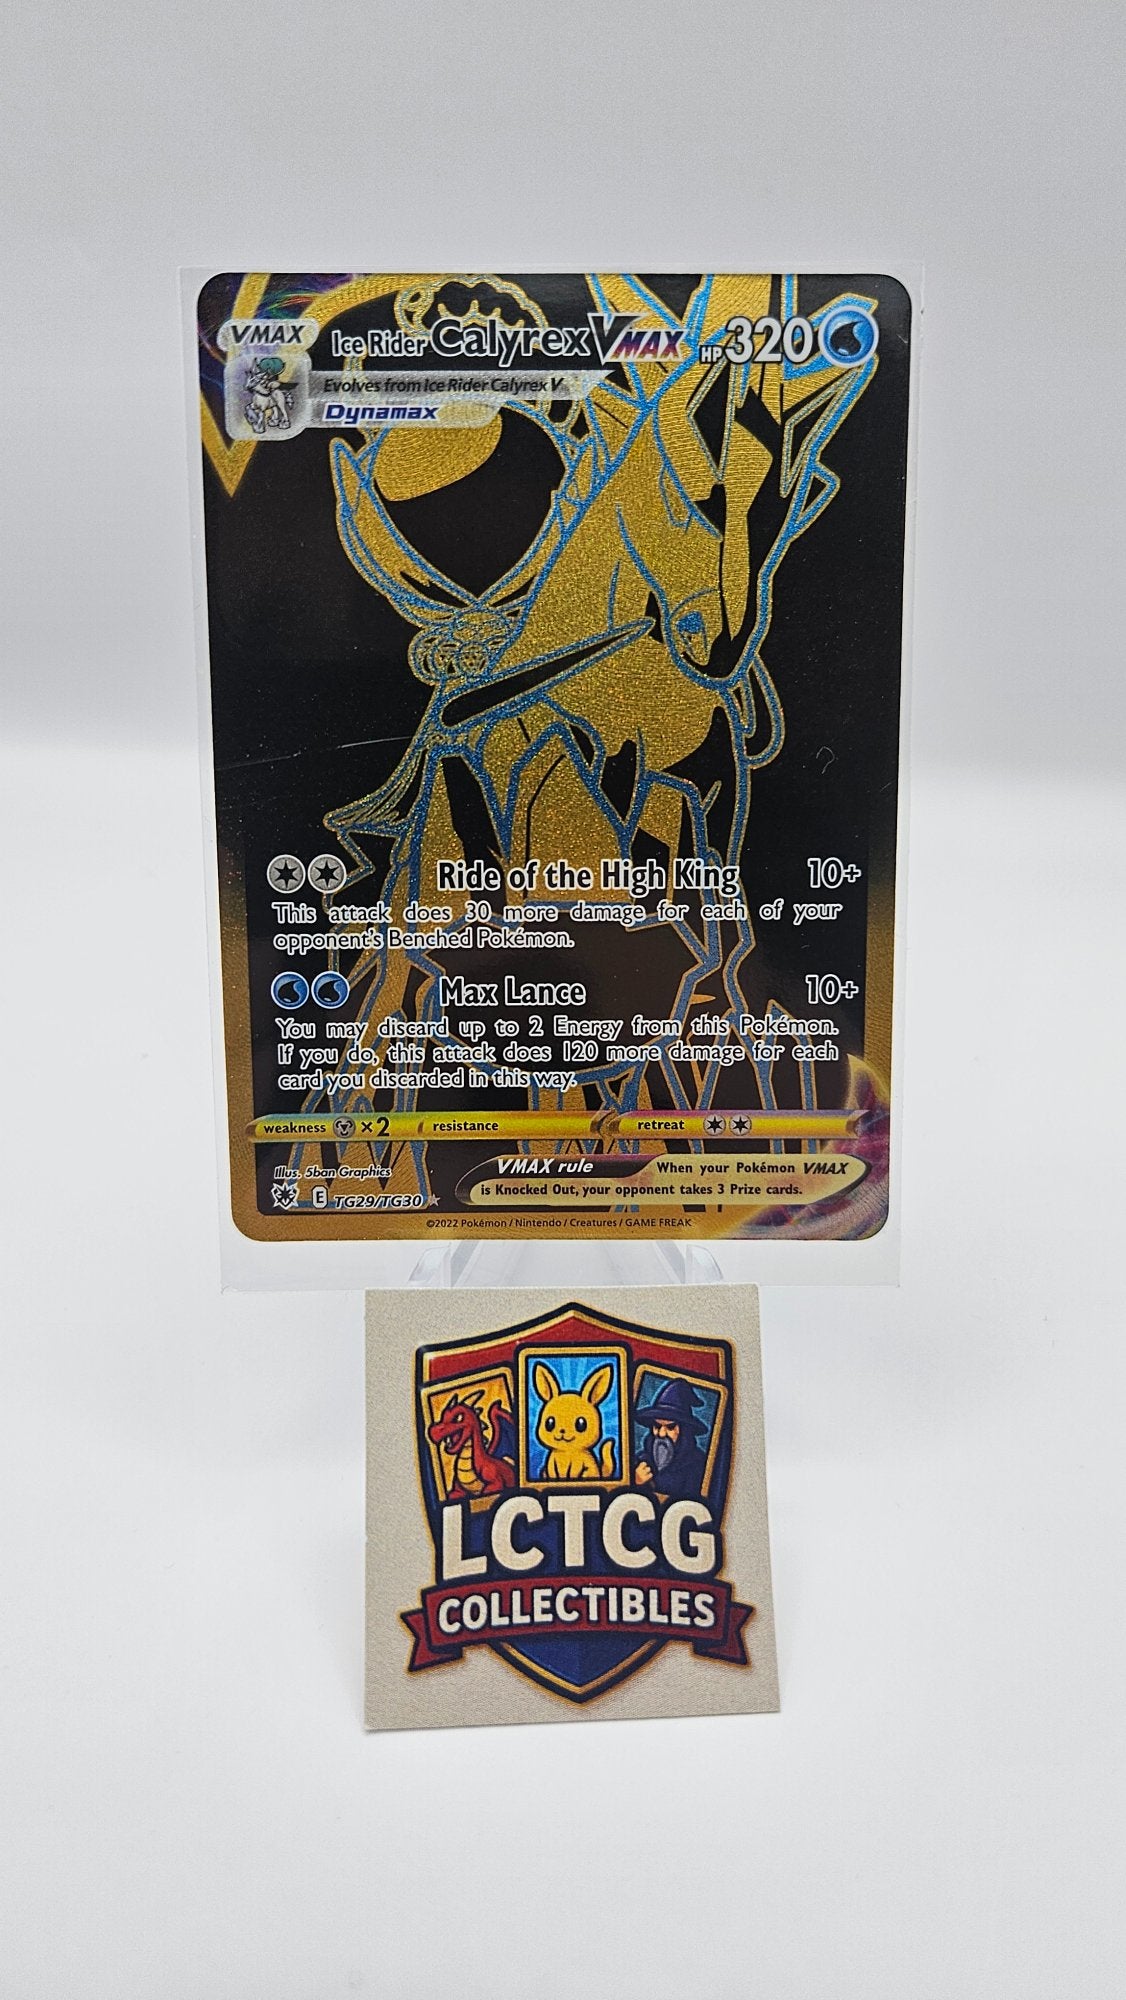 VMAX Ice Rider Calyrex VMAX HP 320
Evolves from Ice Rider Calyrex V
Dynamax
Ride of the High King 10+
This attack does 30 more damage for each of your
opponent's Benched Pokémon.
Max Lance 10+
You may discard up to 2 Energy from this Pokémon.
If you do, this attack does 120 more damage for each
card you discarded in this way.
weakness ×2 resistance retreat
Illus. 5ban Graphics
VMAX rule When your Pokémon VMAX
is Knocked Out, your opponent takes 3 Prize cards.
E TG29/TG30
©2022 Pokémon / Nintendo / Creatures / GAME FREAK
LCTCG
COLLECTIBLES